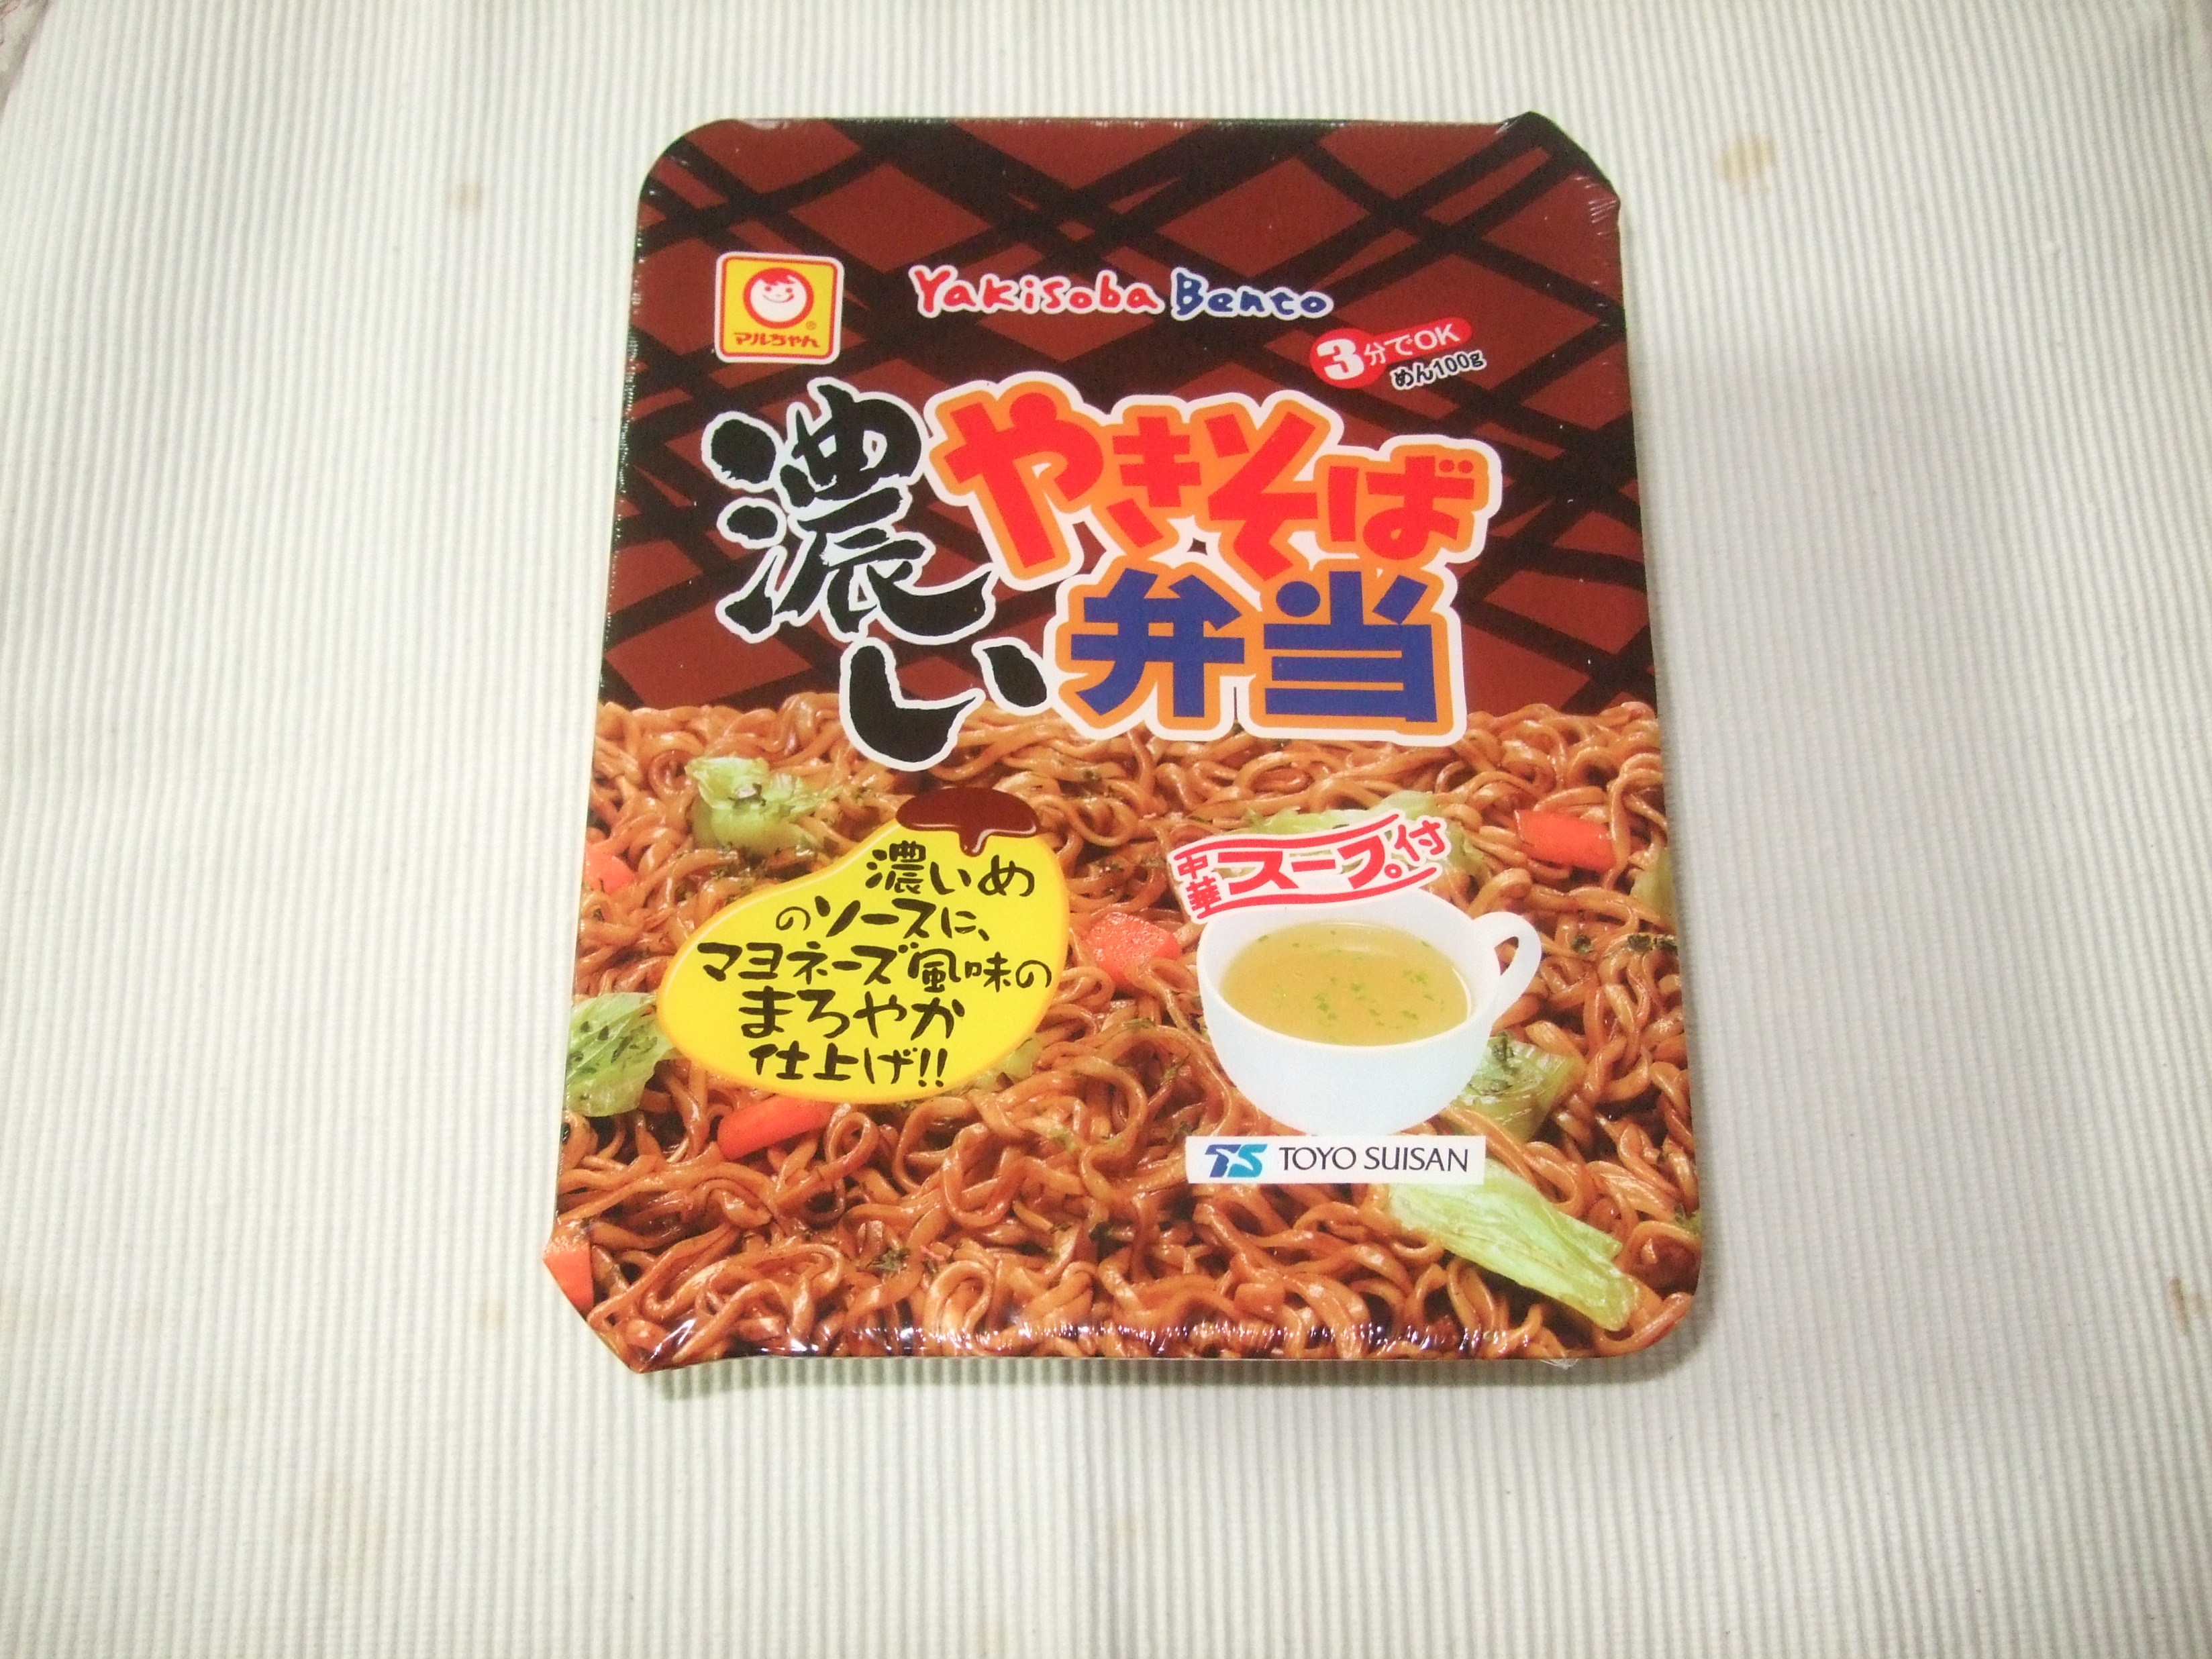 マルちゃん®
Yakisoba Bento
3分でOK
めん100g
濃い
やきそば
弁当
濃いめ
のソースに、
マヨネーズ風味の
まろやか
仕上げ!!
中華スープ付
TS TOYO SUISAN